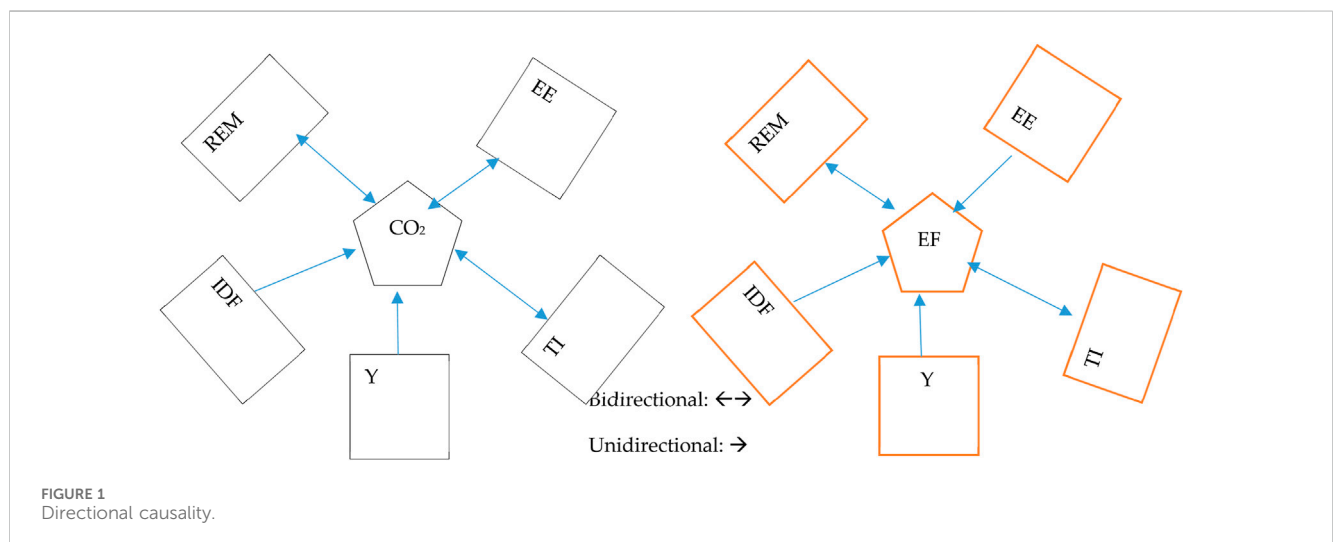 REM
EE
CO₂
IDF
TI
Y
REM
EE
EF
IDF
TI
Y
Bidirectional: ←→
Unidirectional: →
FIGURE 1
Directional causality.